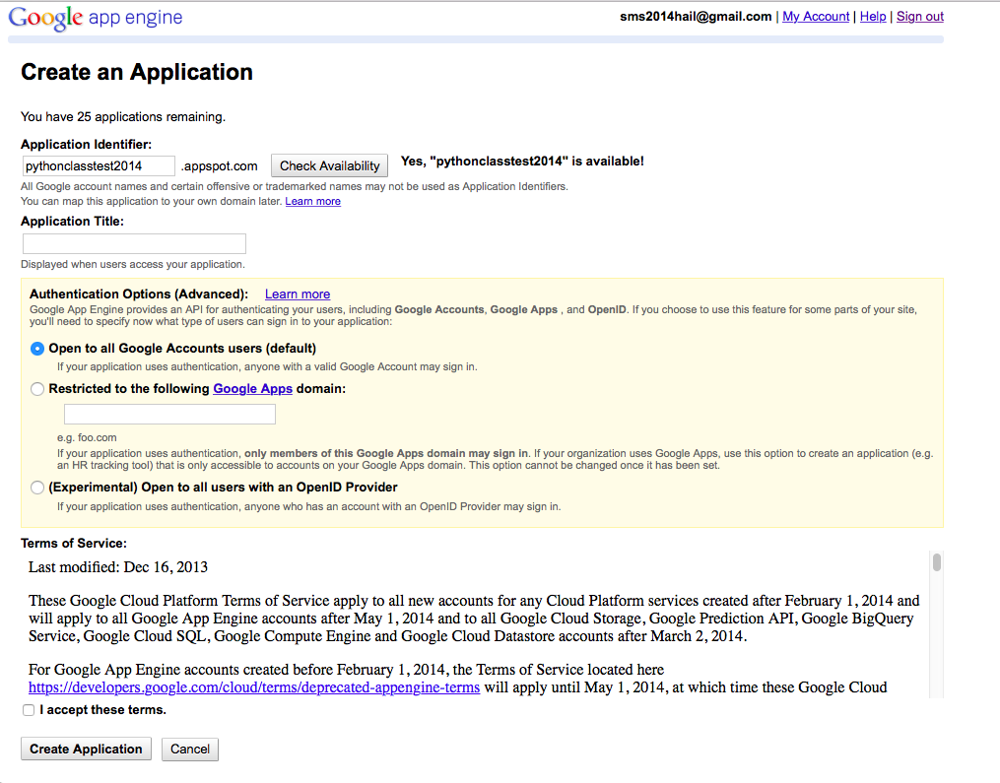 Google app engine
sms2014hail@gmail.com | My Account | Help | Sign out
Create an Application
You have 25 applications remaining.
Application Identifier:
pythonclasstest2014 .appspot.com Check Availability Yes, "pythonclasstest2014" is available!
All Google account names and certain offensive or trademarked names may not be used as Application Identifiers.
You can map this application to your own domain later. Learn more
Application Title:
Displayed when users access your application.
Authentication Options (Advanced): Learn more
Google App Engine provides an API for authenticating your users, including Google Accounts, Google Apps , and OpenID. If you choose to use this feature for some parts of your site,
you'll need to specify now what type of users can sign in to your application:
Open to all Google Accounts users (default)
If your application uses authentication, anyone with a valid Google Account may sign in.
Restricted to the following Google Apps domain:
e.g. foo.com
If your application uses authentication, only members of this Google Apps domain may sign in. If your organization uses Google Apps, use this option to create an application (e.g.
an HR tracking tool) that is only accessible to accounts on your Google Apps domain. This option cannot be changed once it has been set.
(Experimental) Open to all users with an OpenID Provider
If your application uses authentication, anyone who has an account with an OpenID Provider may sign in.
Terms of Service:
Last modified: Dec 16, 2013
These Google Cloud Platform Terms of Service apply to all new accounts for any Cloud Platform services created after February 1, 2014 and
will apply to all Google App Engine accounts after May 1, 2014 and to all Google Cloud Storage, Google Prediction API, Google BigQuery
Service, Google Cloud SQL, Google Compute Engine and Google Cloud Datastore accounts after March 2, 2014.
For Google App Engine accounts created before February 1, 2014, the Terms of Service located here
https://developers.google.com/cloud/terms/deprecated-appengine-terms will apply until May 1, 2014, at which time these Google Cloud
I accept these terms.
Create Application Cancel